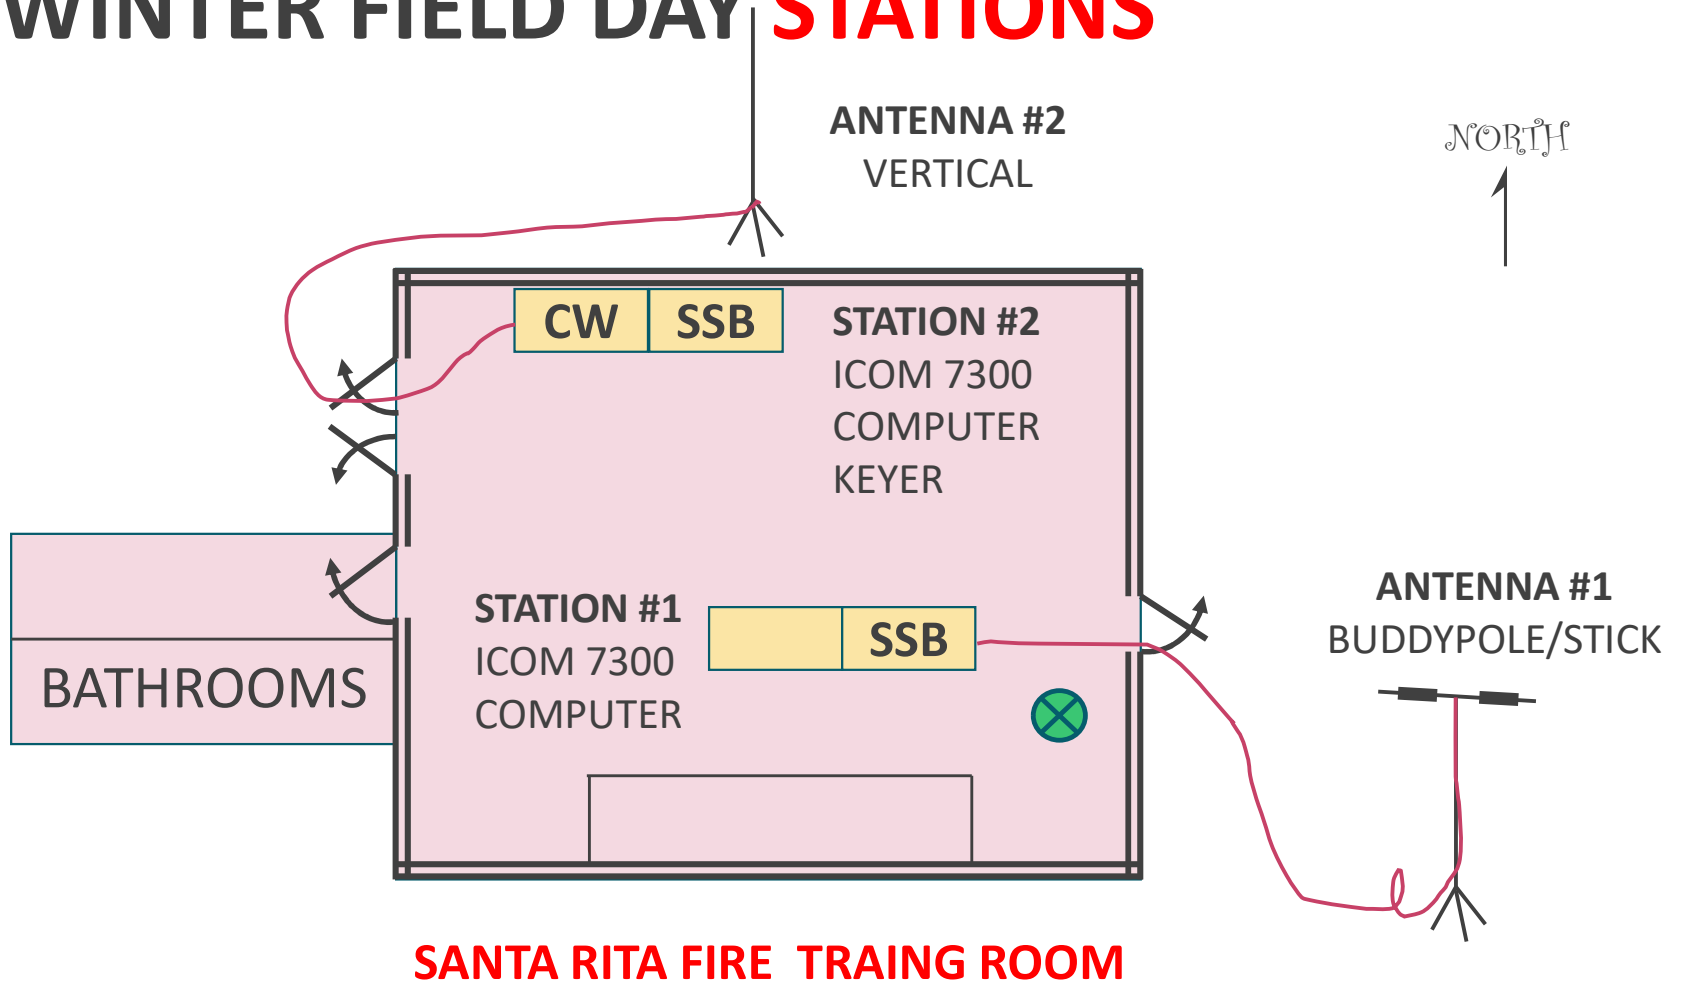 WINTER FIELD DAY STATIONS
ANTENNA #2
VERTICAL
NORTH
CW SSB
STATION #2
ICOM 7300
COMPUTER
KEYER
STATION #1
ICOM 7300
COMPUTER
SSB
ANTENNA #1
BUDDYPOLE/STICK
BATHROOMS
SANTA RITA FIRE TRAING ROOM